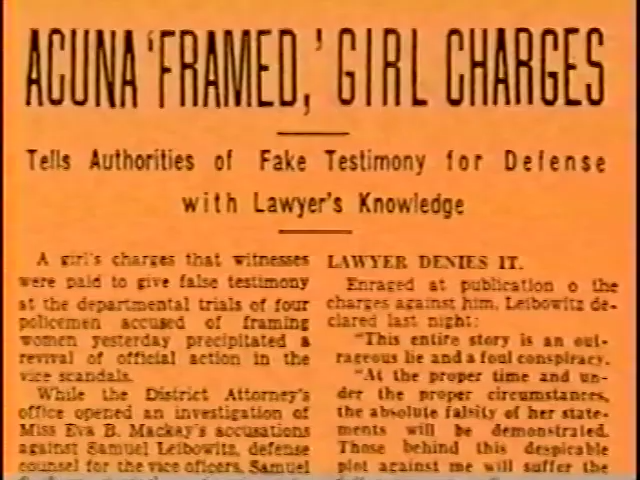 ACUNA 'FRAMED,' GIRL CHARGES
Tells Authorities of Fake Testimony for Defense
with Lawyer's Knowledge
A girl's charges that witnesses
were paid to give false testimony
at the departmental trials of four
policemen accused of framing
women yesterday precipitated a
revival of official action in the
vice scandals.
While the District Attorney's
office opened an investigation of
Miss Eva B. Mackay's accusations
against Samuel Leibowitz, defense
counsel for the vice officers, Samuel
LAWYER DENIES IT.
Enraged at publication o the
charges against him, Leibowitz de-
clared last night:
"This entire story is an out-
rageous lie and a foul conspiracy.
"At the proper time and un-
der the proper circumstances,
the absolute falsity of her state-
ments will be demonstrated.
Those behind this despicable
plot against me will suffer the